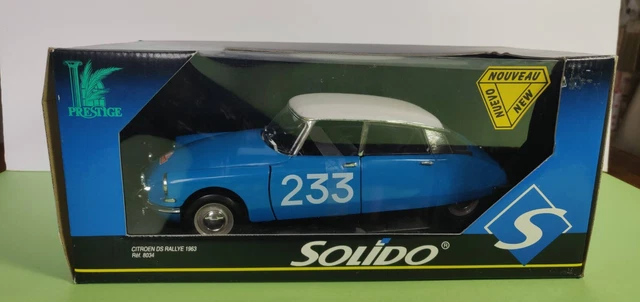 PRESTIGE
NOUVEAU
NUEVO
NEW
233
CITROEN DS RALLYE 1963
Réf. 8034
SOLIDO®
S